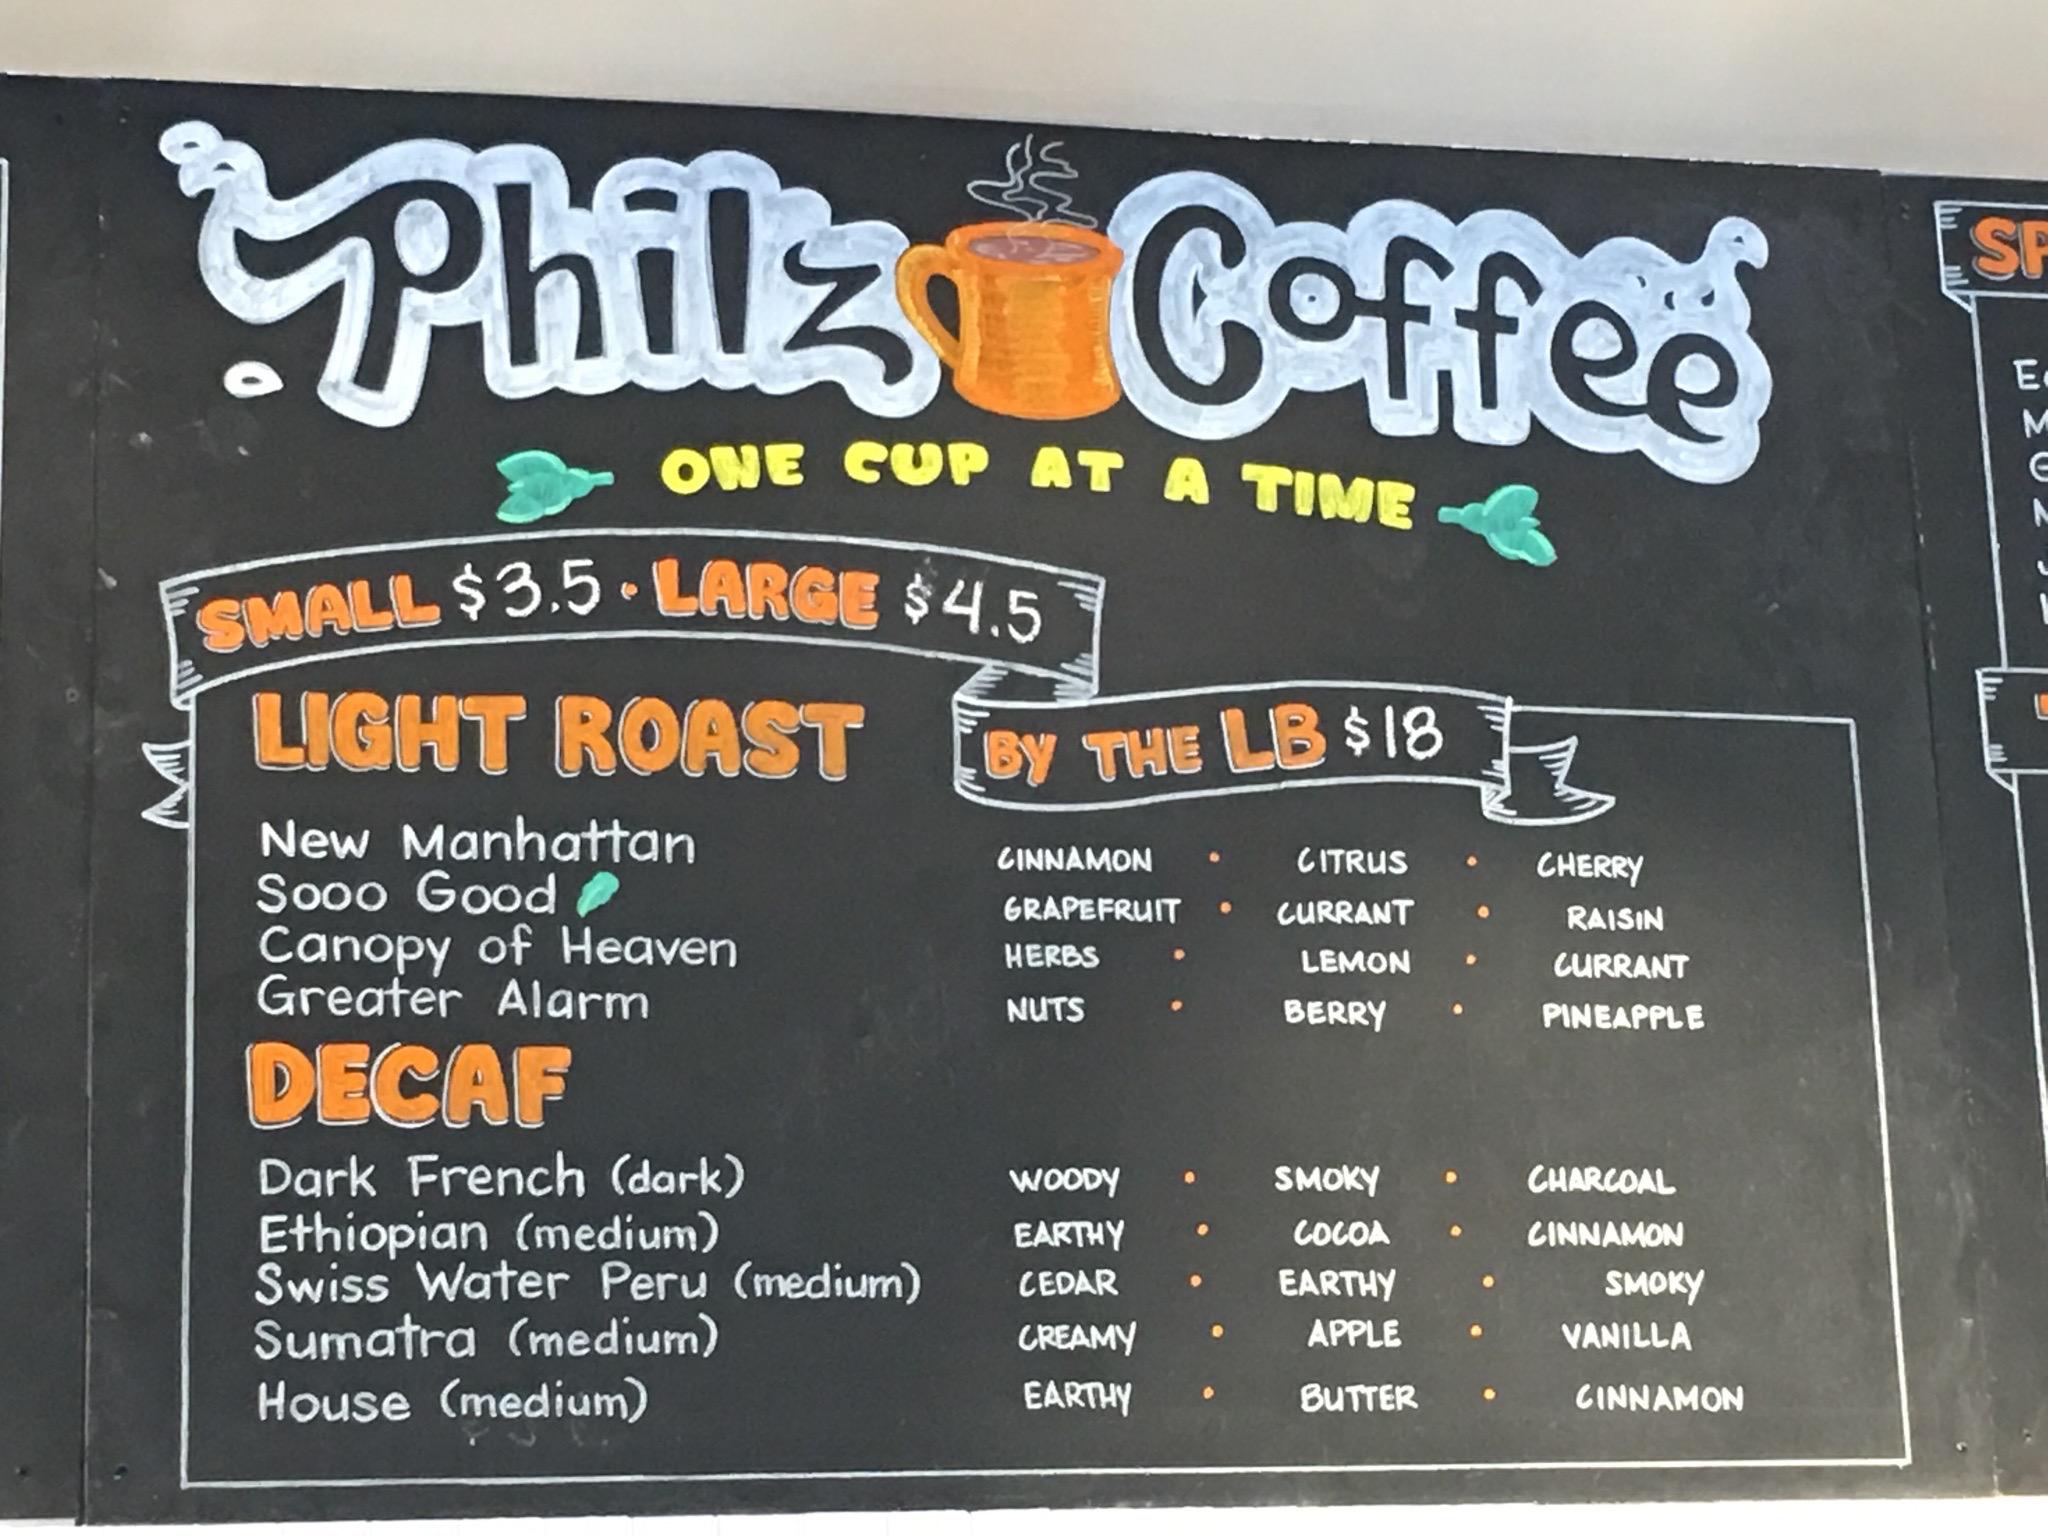 Philz Coffee
ONE CUP AT A TIME
SMALL $3.5 • LARGE $4.5
LIGHT ROAST
BY THE LB $18
New Manhattan CINNAMON • CITRUS • CHERRY
Sooo Good GRAPEFRUIT • CURRANT • RAISIN
Canopy of Heaven HERBS • LEMON • CURRANT
Greater Alarm NUTS • BERRY • PINEAPPLE
DECAF
Dark French (dark) WOODY • SMOKY • CHARCOAL
Ethiopian (medium) EARTHY • COCOA • CINNAMON
Swiss Water Peru (medium) CEDAR • EARTHY • SMOKY
Sumatra (medium) CREAMY • APPLE • VANILLA
House (medium) EARTHY • BUTTER • CINNAMON